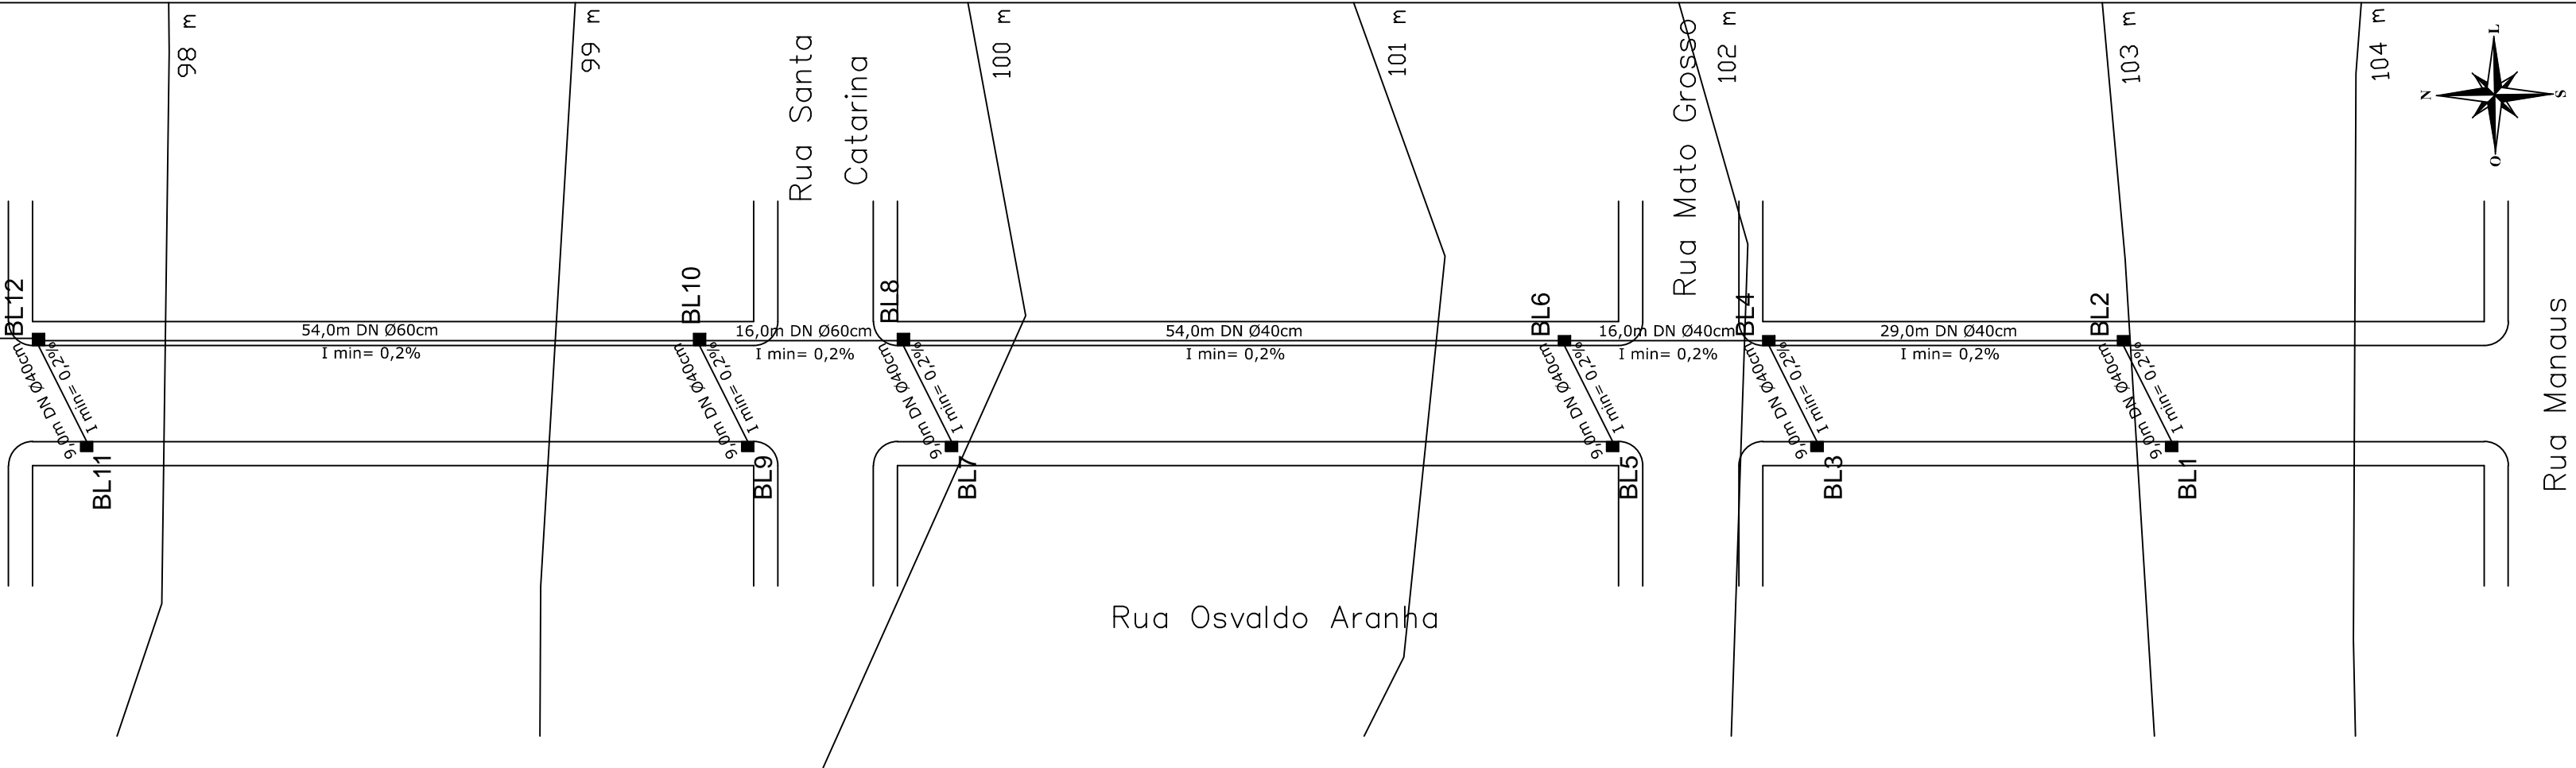 98 m
99 m
Rua Santa
Catarina
100 m
101 m
Rua Mato Grosso
102 m
103 m
104 m
L
N
S
O
BL12
54,0m DN Ø60cm
I min= 0,2%
BL10
16,0m DN Ø60cm
I min= 0,2%
BL8
54,0m DN Ø40cm
I min= 0,2%
BL6
16,0m DN Ø40cm
I min= 0,2%
BL4
29,0m DN Ø40cm
I min= 0,2%
BL2
9,0m DN Ø40cm
I min= 0,2%
BL11
9,0m DN Ø40cm
I min= 0,2%
BL9
9,0m DN Ø40cm
I min= 0,2%
BL7
9,0m DN Ø40cm
I min= 0,2%
BL5
9,0m DN Ø40cm
I min= 0,2%
BL3
9,0m DN Ø40cm
I min= 0,2%
BL1
Rua Manaus
Rua Osvaldo Aranha